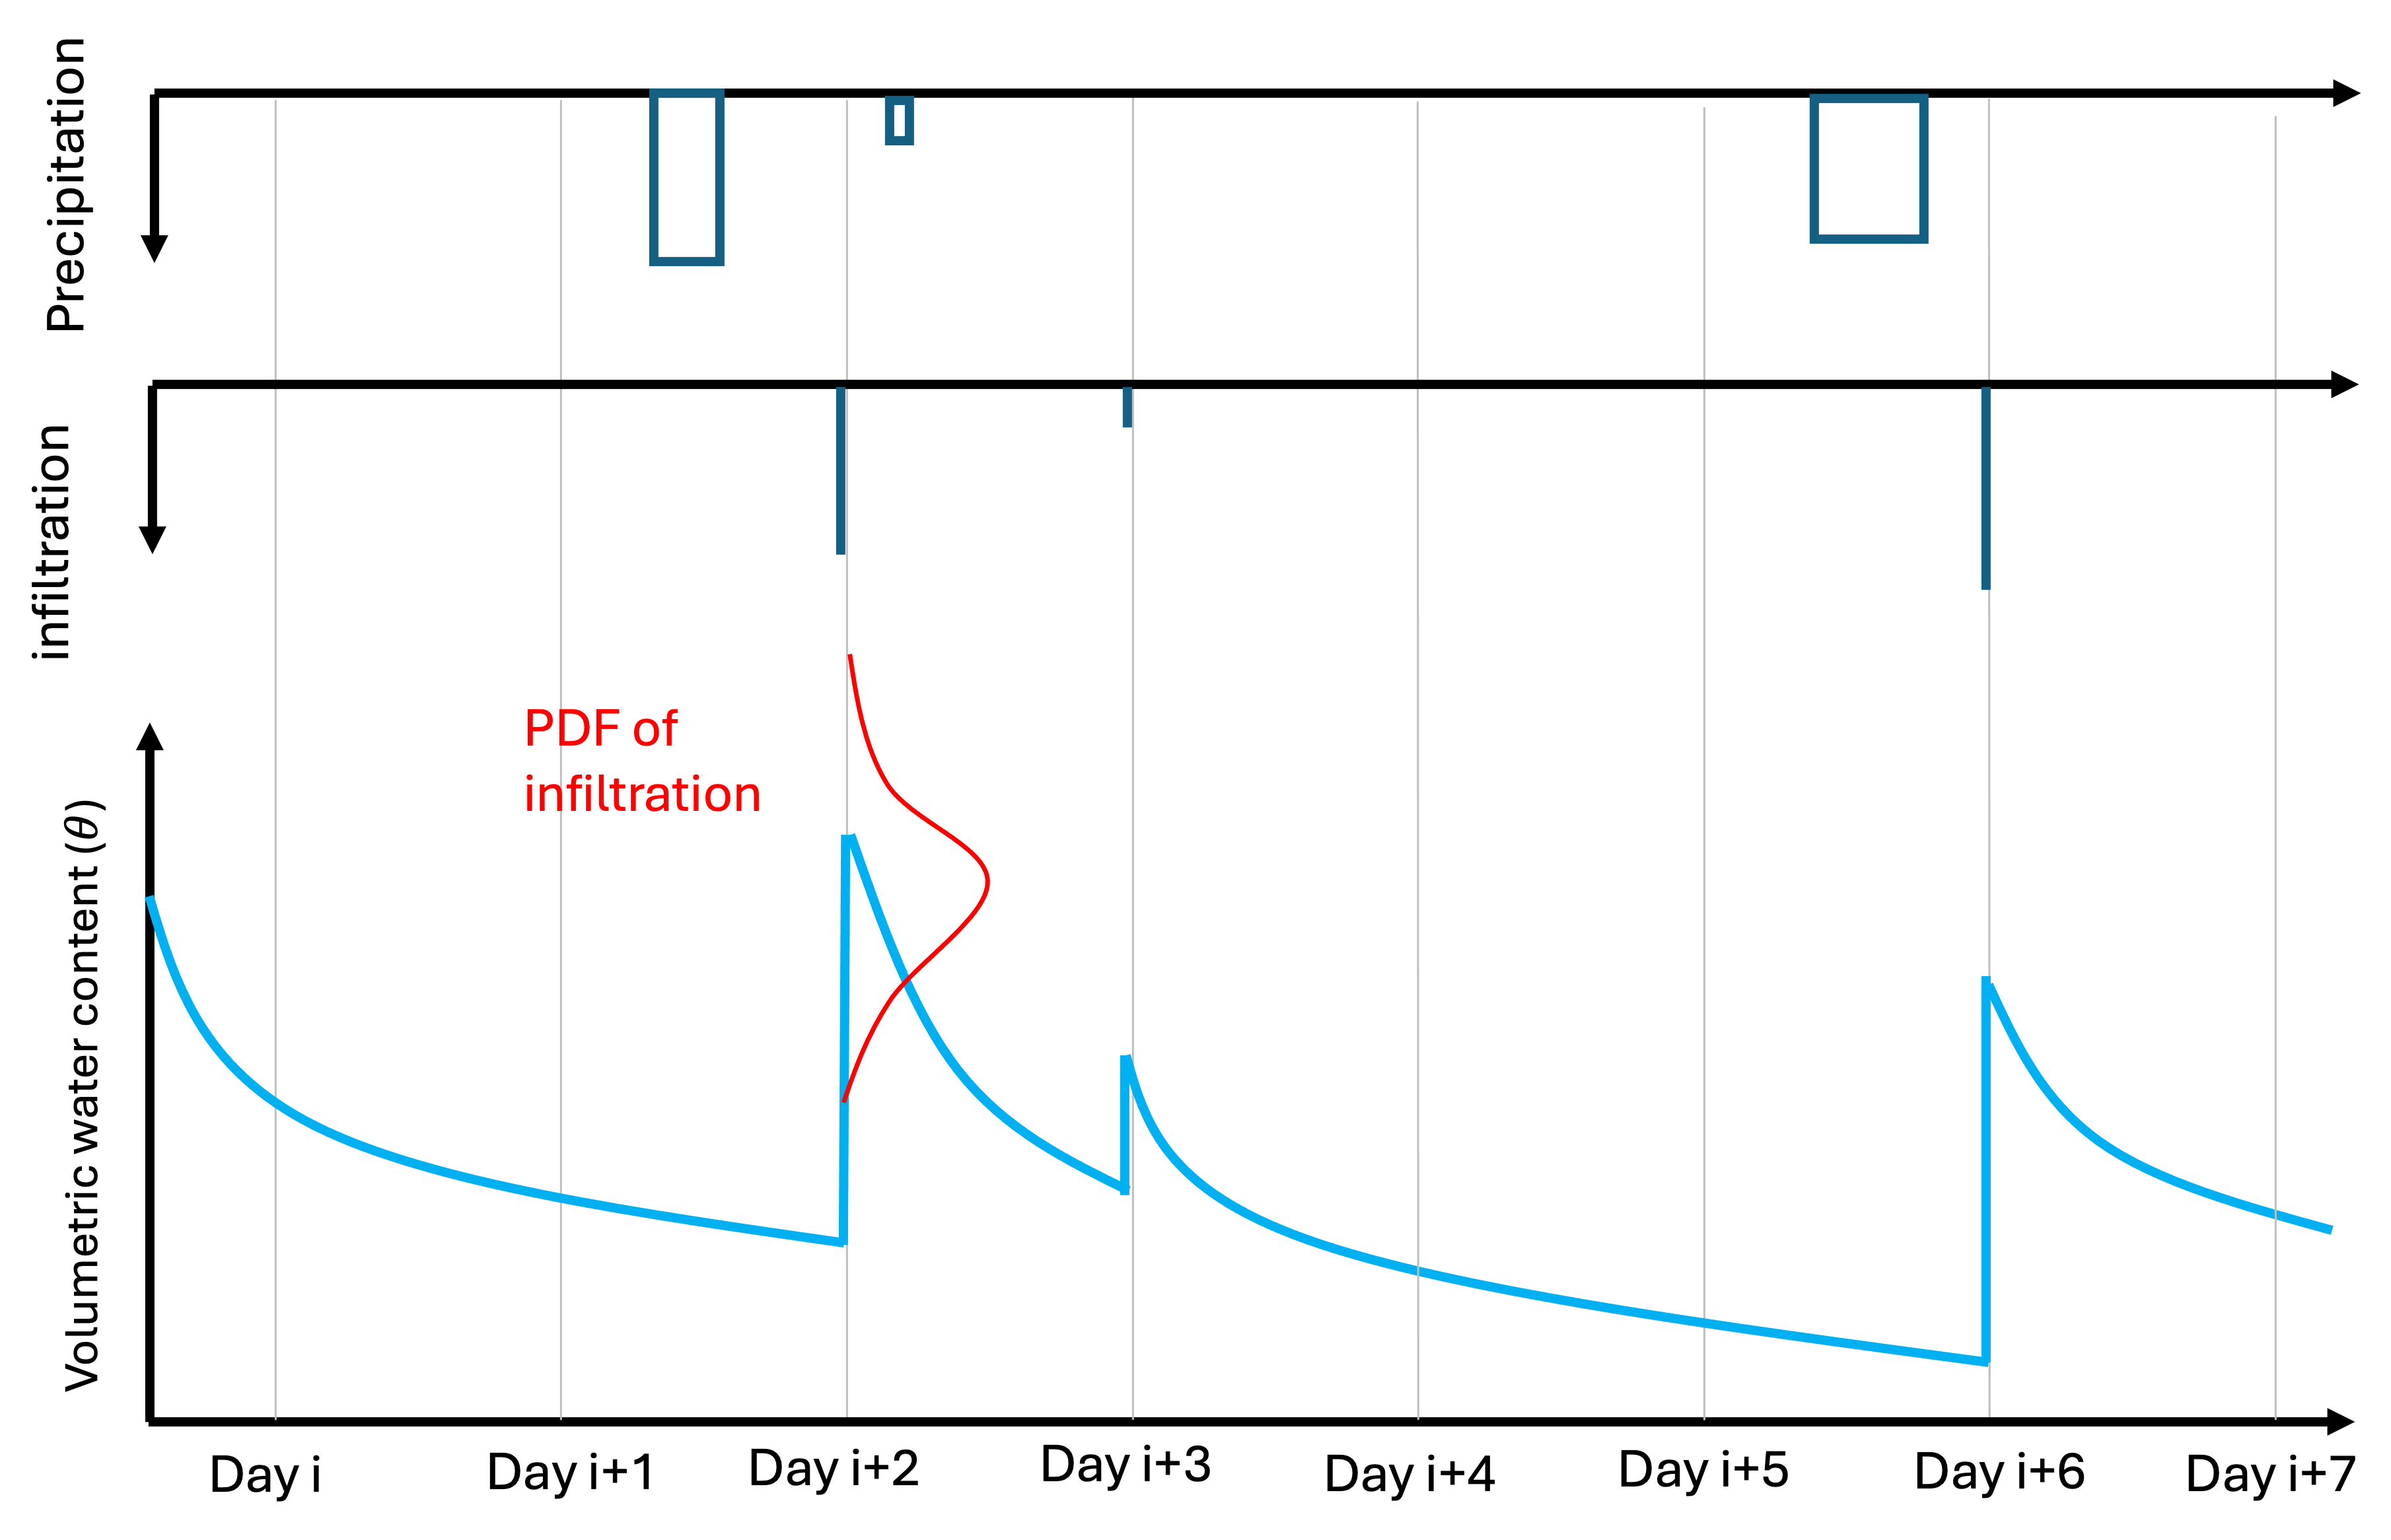 Precipitation
infiltration
PDF of
infiltration
Volumetric water content (θ)
Day i
Day i+1
Day i+2
Day i+3
Day i+4
Day i+5
Day i+6
Day i+7